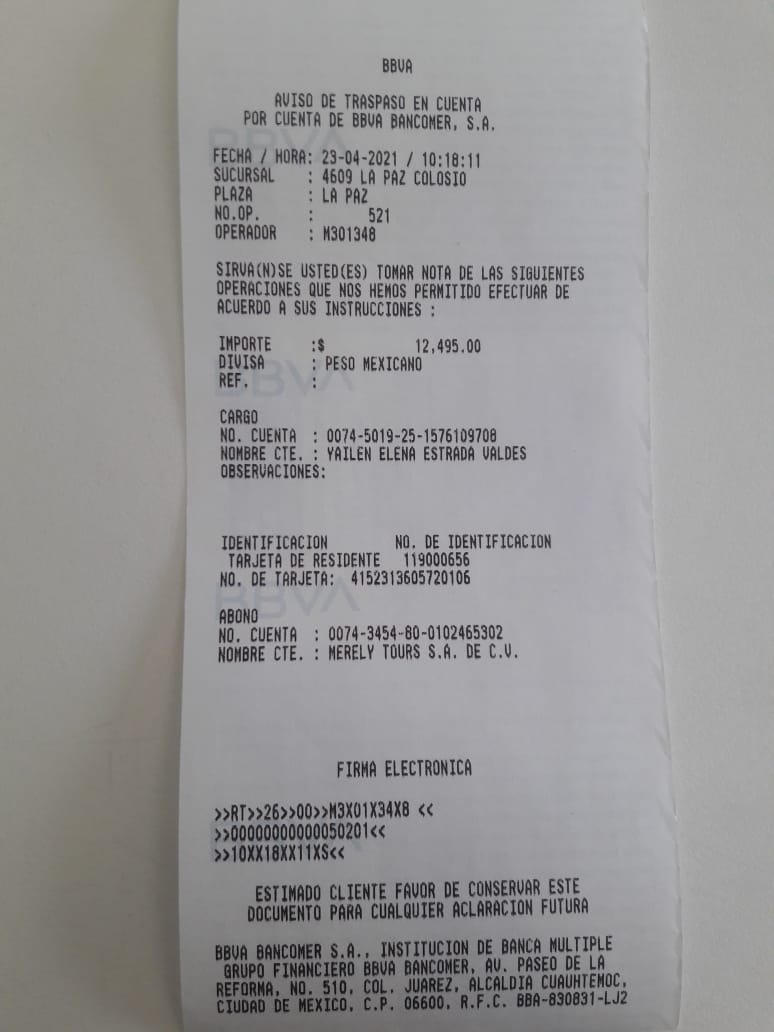 BBVA
AVISO DE TRASPASO EN CUENTA
POR CUENTA DE BBVA BANCOMER, S.A.
FECHA / HORA: 23-04-2021 / 10:18:11
SUCURSAL : 4609 LA PAZ COLOSIO
PLAZA : LA PAZ
NO.OP. : 521
OPERADOR : M301348
SIRVA(N)SE USTED(ES) TOMAR NOTA DE LAS SIGUIENTES
OPERACIONES QUE NOS HEMOS PERMITIDO EFECTUAR DE
ACUERDO A SUS INSTRUCCIONES :
IMPORTE :$ 12,495.00
DIVISA : PESO MEXICANO
REF. :
CARGO
NO. CUENTA : 0074-5019-25-1576109708
NOMBRE CTE. : YAILEN ELENA ESTRADA VALDES
OBSERVACIONES:
IDENTIFICACION NO. DE IDENTIFICACION
TARJETA DE RESIDENTE 119000656
NO. DE TARJETA: 4152313605720106
ABONO
NO. CUENTA : 0074-3454-80-0102465302
NOMBRE CTE. : MERELY TOURS S.A. DE C.V.
FIRMA ELECTRONICA
>>RT>>26>>00>>M3X01X34X8 <<
>>00000000000050201<<
>>10XX18XX11XS<<
ESTIMADO CLIENTE FAVOR DE CONSERVAR ESTE
DOCUMENTO PARA CUALQUIER ACLARACION FUTURA
BBVA BANCOMER S.A., INSTITUCION DE BANCA MULTIPLE
GRUPO FINANCIERO BBVA BANCOMER, AV. PASEO DE LA
REFORMA, NO. 510, COL. JUAREZ, ALCALDIA CUAUHTEMOC,
CIUDAD DE MEXICO, C.P. 06600, R.F.C. BBA-830831-LJ2